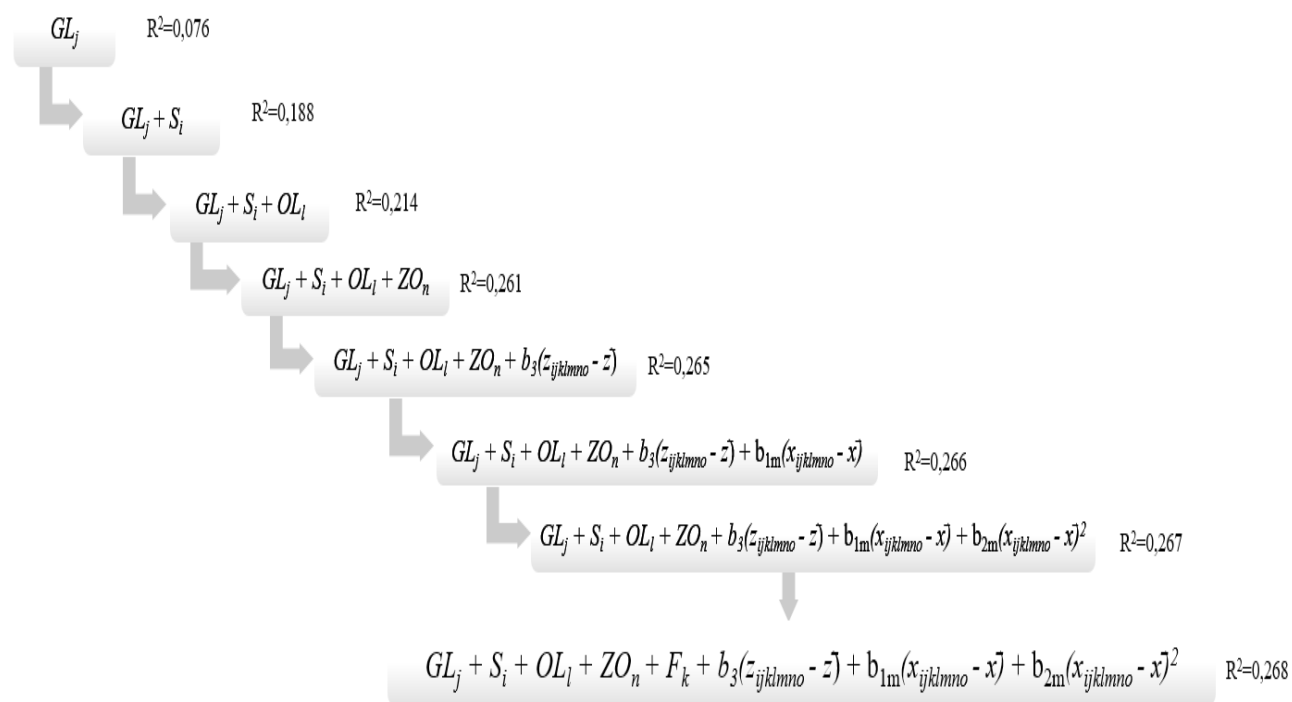 GLj R²=0,076
GLj + Si R²=0,188
GLj + Si + OLl R²=0,214
GLj + Si + OLl + ZOn R²=0,261
GLj + Si + OLl + ZOn + b3(zijklmno - z̄) R²=0,265
GLj + Si + OLl + ZOn + b3(zijklmno - z̄) + b1m(xijklmno - x̄) R²=0,266
GLj + Si + OLl + ZOn + b3(zijklmno - z̄) + b1m(xijklmno - x̄) + b2m(xijklmno - x̄)² R²=0,267
GLj + Si + OLl + ZOn + Fk + b3(zijklmno - z̄) + b1m(xijklmno - x̄) + b2m(xijklmno - x̄)² R²=0,268